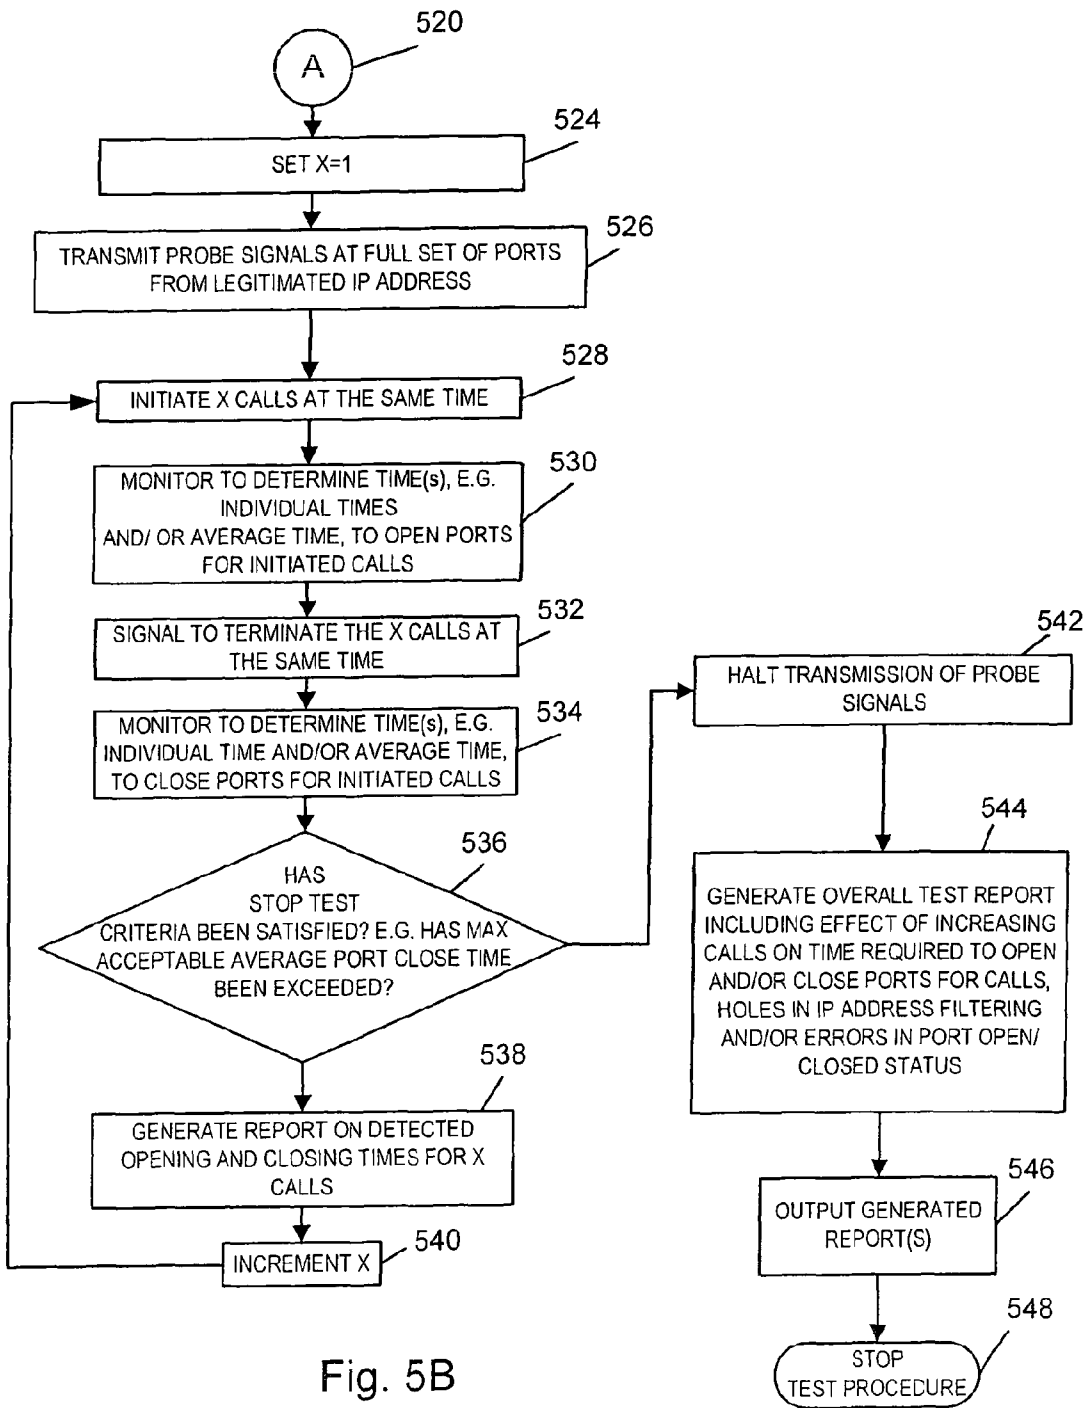 520
A
524
SET X=1
526
TRANSMIT PROBE SIGNALS AT FULL SET OF PORTS
FROM LEGITIMATED IP ADDRESS
528
INITIATE X CALLS AT THE SAME TIME
530
MONITOR TO DETERMINE TIME(s), E.G.
INDIVIDUAL TIMES
AND/ OR AVERAGE TIME, TO OPEN PORTS
FOR INITIATED CALLS
532
SIGNAL TO TERMINATE THE X CALLS AT
THE SAME TIME
534
MONITOR TO DETERMINE TIME(s), E.G.
INDIVIDUAL TIME AND/OR AVERAGE TIME,
TO CLOSE PORTS FOR INITIATED CALLS
536
HAS
STOP TEST
CRITERIA BEEN SATISFIED? E.G. HAS MAX
ACCEPTABLE AVERAGE PORT CLOSE TIME
BEEN EXCEEDED?
538
GENERATE REPORT ON DETECTED
OPENING AND CLOSING TIMES FOR X
CALLS
540
INCREMENT X
542
HALT TRANSMISSION OF PROBE
SIGNALS
544
GENERATE OVERALL TEST REPORT
INCLUDING EFFECT OF INCREASING
CALLS ON TIME REQUIRED TO OPEN
AND/OR CLOSE PORTS FOR CALLS,
HOLES IN IP ADDRESS FILTERING
AND/OR ERRORS IN PORT OPEN/
CLOSED STATUS
546
OUTPUT GENERATED
REPORT(S)
548
STOP
TEST PROCEDURE
Fig. 5B